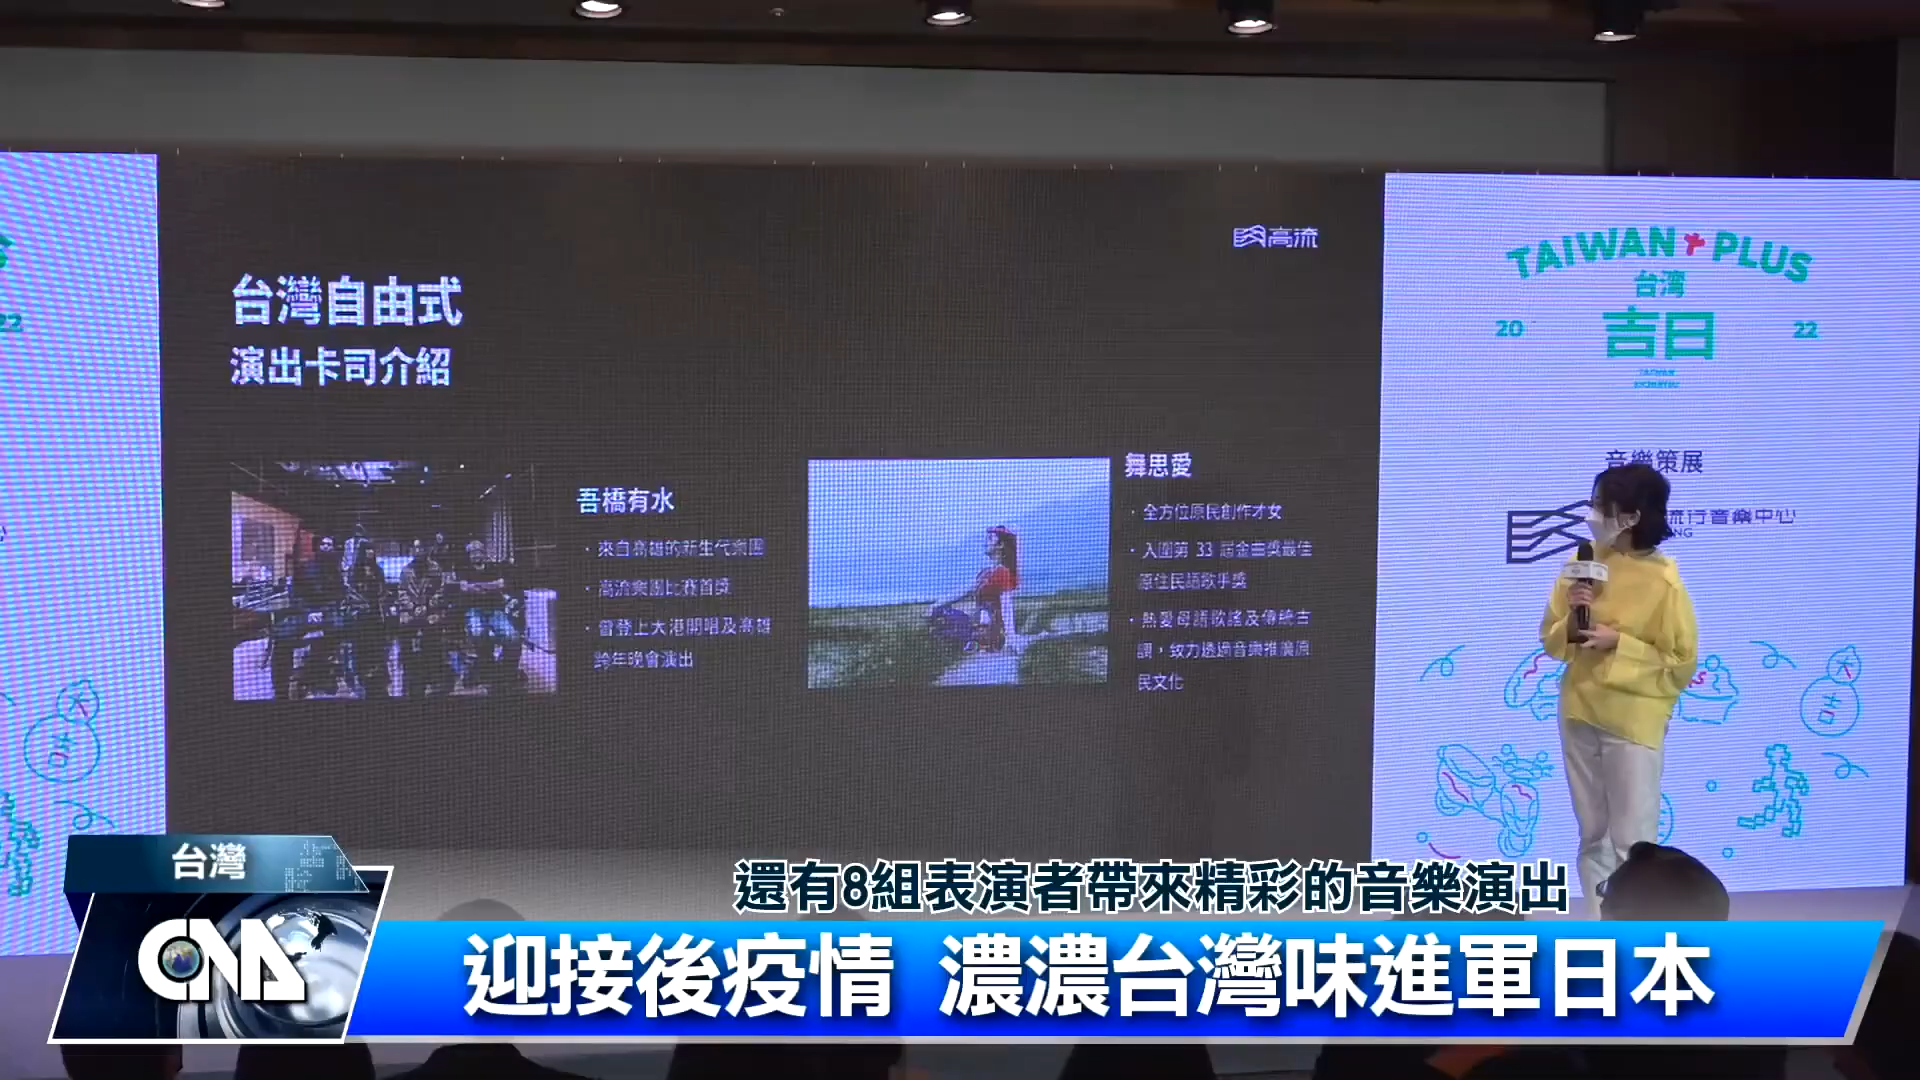 高流
台灣自由式
演出卡司介紹
吾橋有水
· 來自高雄的新生代樂團
· 高流樂團比賽首獎
· 曾登上大港開唱及高雄
跨年晚會演出
舞思愛
· 全方位原民創作才女
· 入圍第 33 屆金曲獎最佳
原住民語歌手獎
· 熱愛母語歌謠及傳統古
調，致力透過音樂推廣原
民文化
TAIWAN PLUS
台湾
20 22
吉日
音樂策展
流行音樂中心
大
吉
22
大
吉
台灣
CNA
還有8組表演者帶來精彩的音樂演出
迎接後疫情 濃濃台灣味進軍日本